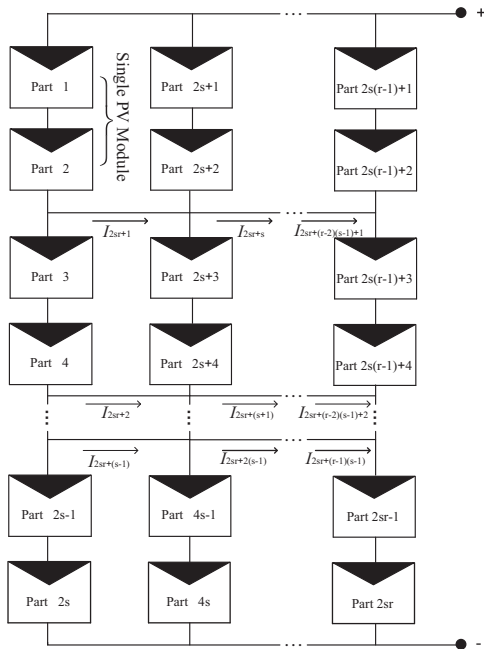 +
Part 1
Part 2s+1
Part 2s(r-1)+1
Single PV Module
Part 2
Part 2s+2
Part 2s(r-1)+2
...
I2sr+1
I2sr+s
I2sr+(r-2)(s-1)+1
Part 3
Part 2s+3
Part 2s(r-1)+3
Part 4
Part 2s+4
Part 2s(r-1)+4
...
I2sr+2
I2sr+(s+1)
I2sr+(r-2)(s-1)+2
...
I2sr+(s-1)
I2sr+2(s-1)
I2sr+(r-1)(s-1)
Part 2s-1
Part 4s-1
Part 2sr-1
Part 2s
Part 4s
Part 2sr
...
-